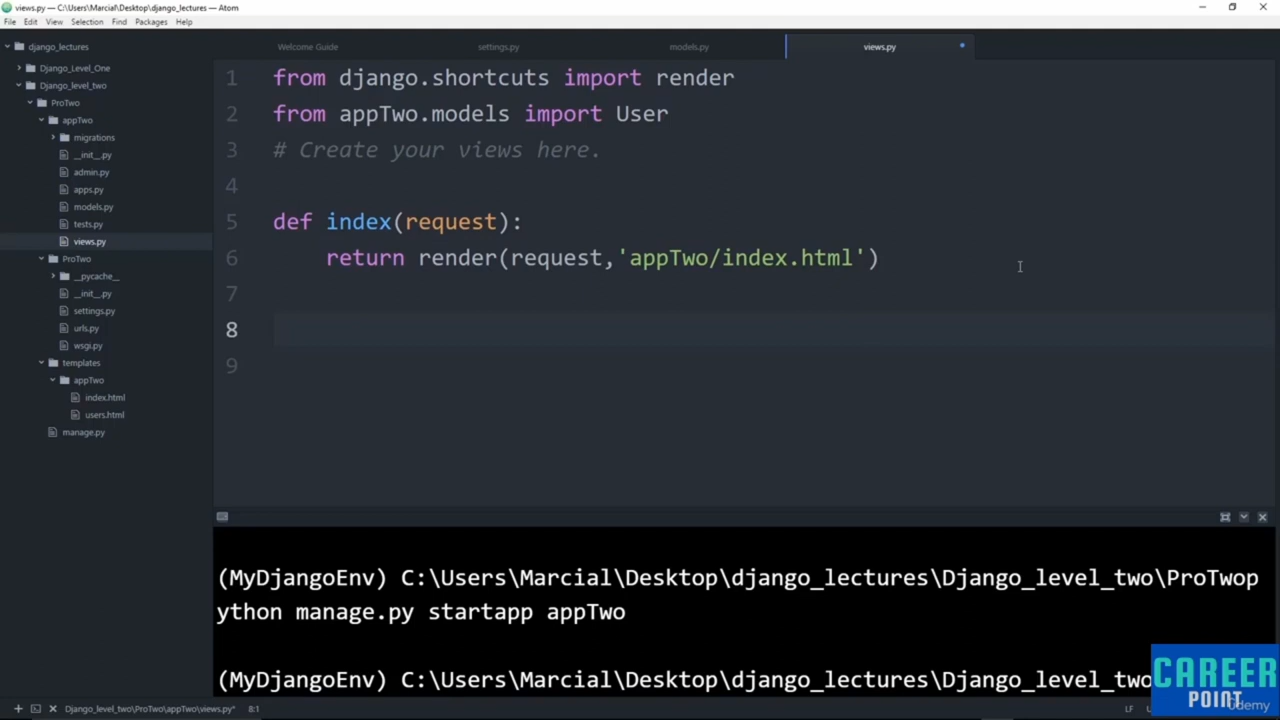 views.py — C:\Users\Marcial\Desktop\django_lectures — Atom
File Edit View Selection Find Packages Help
django_lectures
Django_Level_One
Django_level_two
ProTwo
appTwo
migrations
__init__.py
admin.py
apps.py
models.py
tests.py
views.py
ProTwo
__pycache__
__init__.py
settings.py
urls.py
wsgi.py
templates
appTwo
index.html
users.html
manage.py
Welcome Guide settings.py models.py views.py
1 from django.shortcuts import render
2 from appTwo.models import User
3 # Create your views here.
4
5 def index(request):
6 return render(request,'appTwo/index.html')
7
8
9
(MyDjangoEnv) C:\Users\Marcial\Desktop\django_lectures\Django_level_two\ProTwop
ython manage.py startapp appTwo
(MyDjangoEnv) C:\Users\Marcial\Desktop\django_lectures\Django_level_two
Django_level_two\ProTwo\appTwo\views.py* 8:1 LF
CAREER
POINT
Udemy